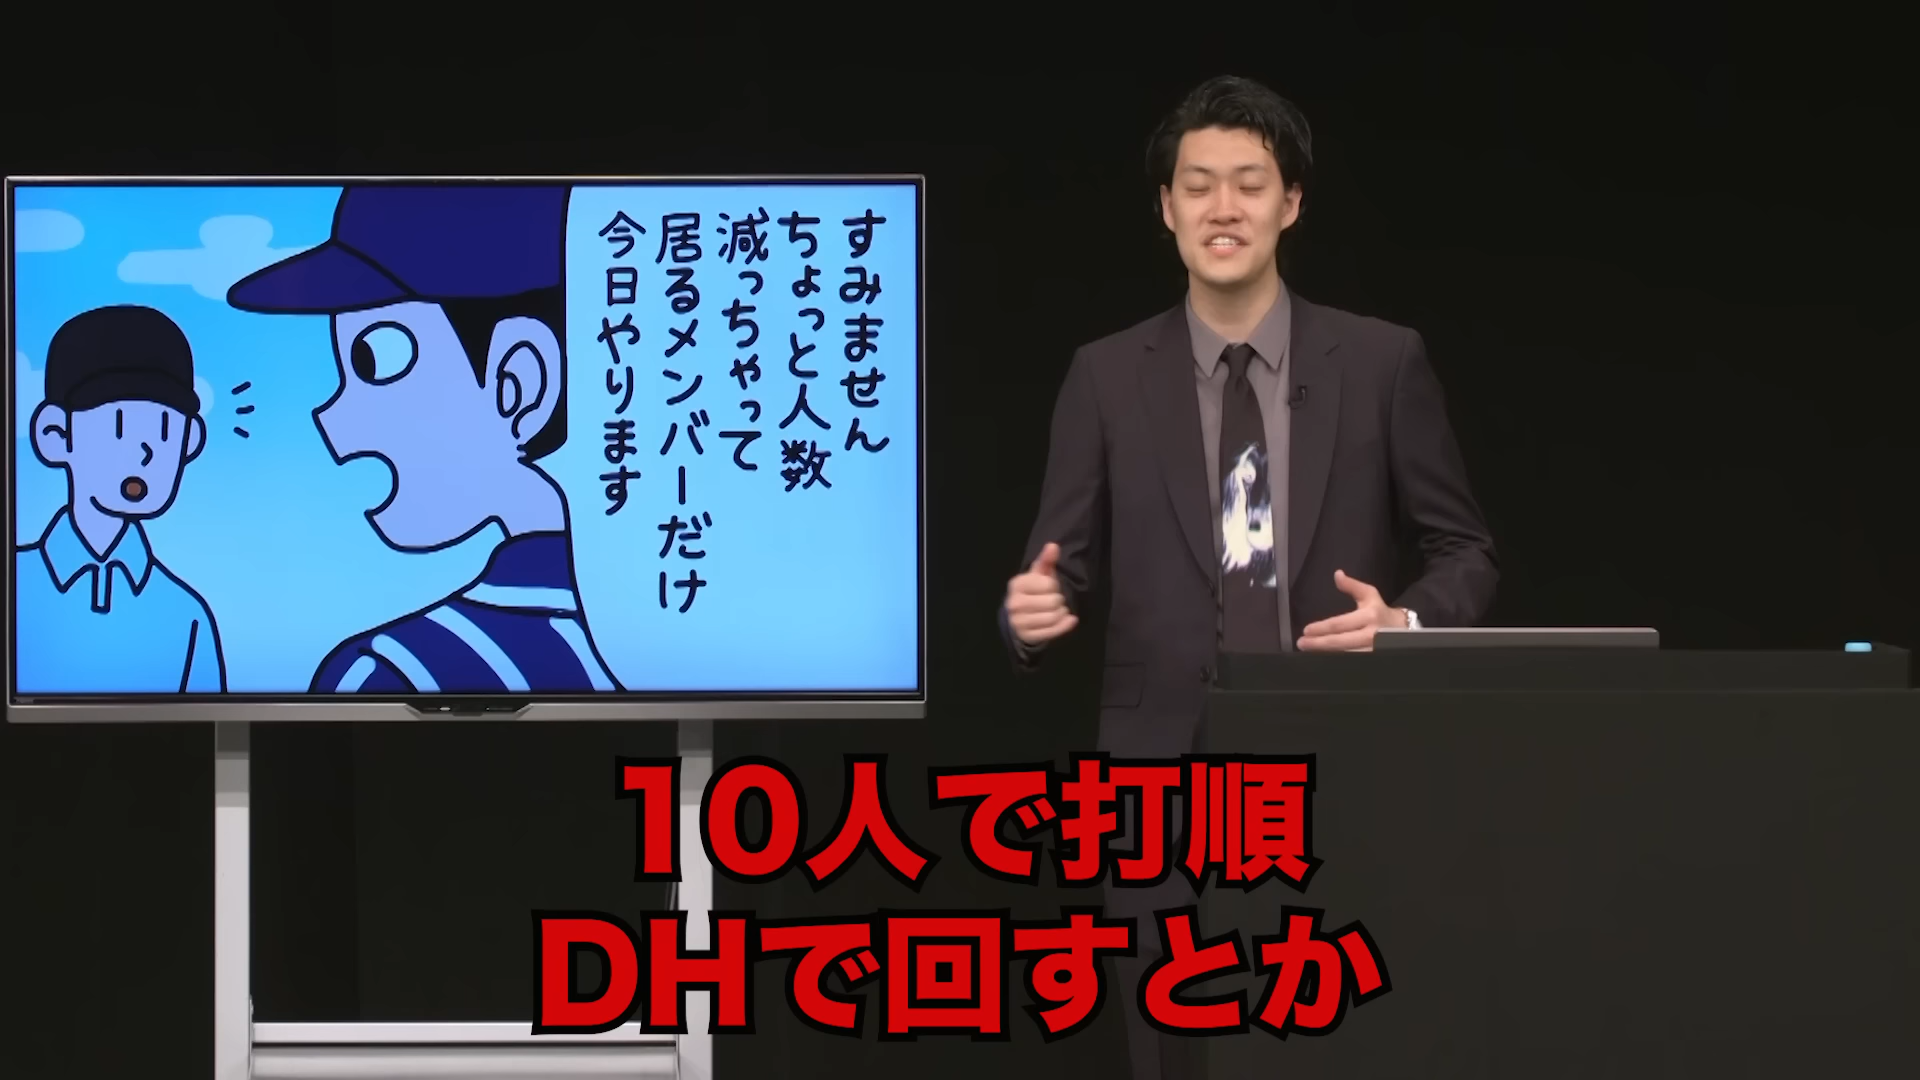 すみません
ちょっと人数
減っちゃって
居るメンバーだけ
今日やります
10人で打順
DHで回すとか